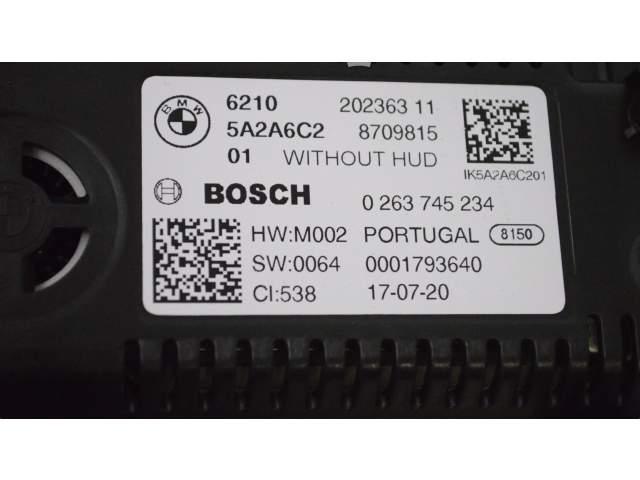 BMW
6210 202363 11
5A2A6C2 8709815
01 WITHOUT HUD
IK5A2A6C201
BOSCH 0 263 745 234
HW:M002 PORTUGAL 8150
SW:0064 0001793640
CI:538 17-07-20